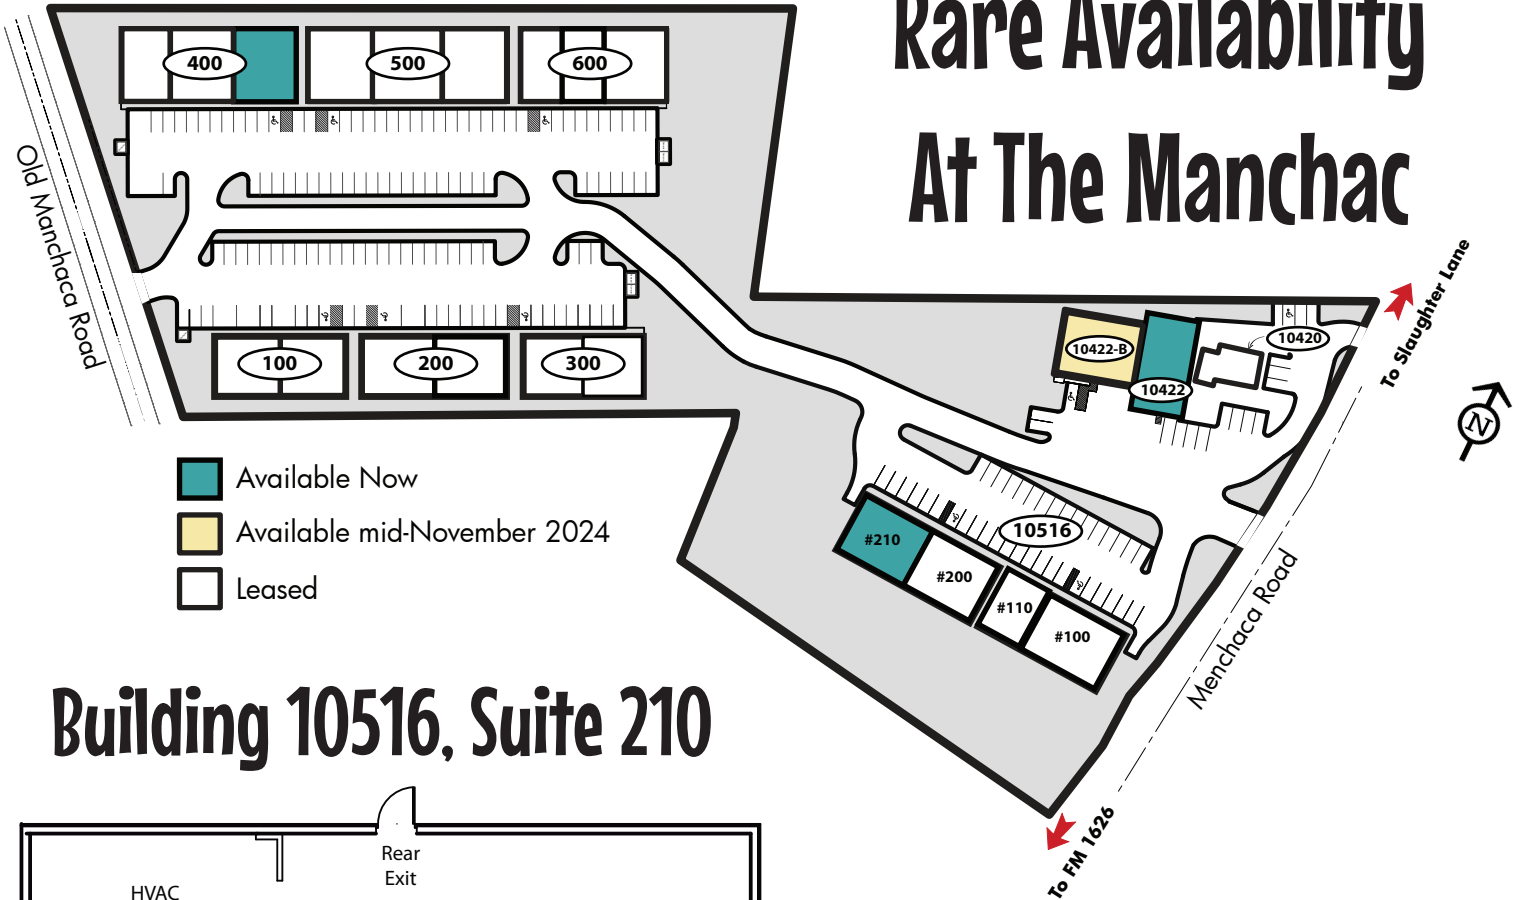 Rare Availability
At The Manchac
400
500
600
Old Manchaca Road
100
200
300
To Slaughter Lane
10422-B
10420
10422
N
Available Now
Available mid-November 2024
Leased
10516
#210
#200
#110
#100
Menchaca Road
To FM 1626
Building 10516, Suite 210
Rear
Exit
HVAC